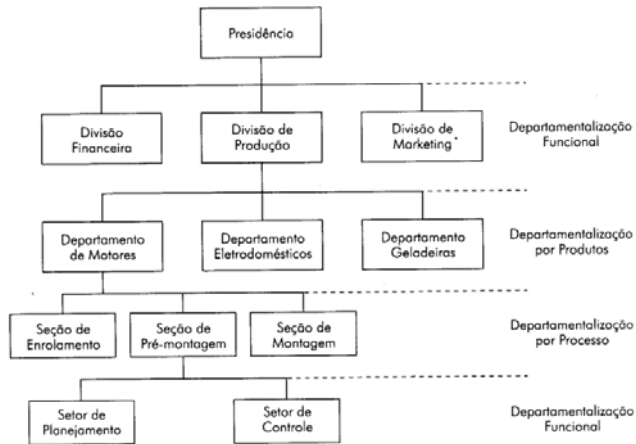 Presidência
Divisão
Financeira
Divisão de
Produção
Divisão de
Marketing
Departamentalização
Funcional
Departamento
de Motores
Departamento
Eletrodomésticos
Departamento
Geladeiras
Departamentalização
por Produtos
Seção de
Enrolamento
Seção de
Pré-montagem
Seção de
Montagem
Departamentalização
por Processo
Setor de
Planejamento
Setor de
Controle
Departamentalização
Funcional